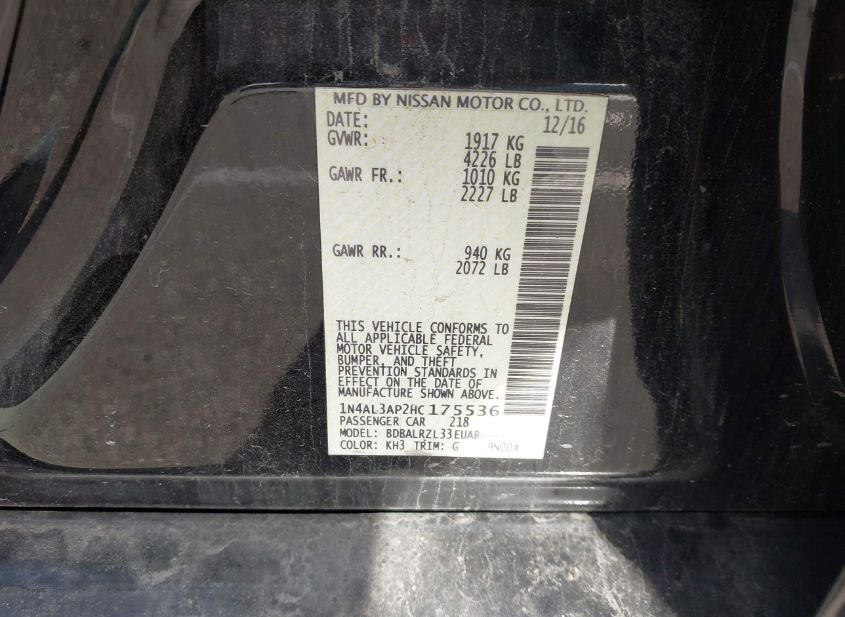 MFD BY NISSAN MOTOR CO., LTD.
DATE: 12/16
GVWR: 1917 KG
4226 LB
GAWR FR.: 1010 KG
2227 LB
GAWR RR.: 940 KG
2072 LB
THIS VEHICLE CONFORMS TO
ALL APPLICABLE FEDERAL
MOTOR VEHICLE SAFETY,
BUMPER, AND THEFT
PREVENTION STANDARDS IN
EFFECT ON THE DATE OF
MANUFACTURE SHOWN ABOVE.
1N4AL3AP2HC175536
PASSENGER CAR 218
MODEL: BDBALRZL33EUAB----
COLOR: KH3 TRIM: G